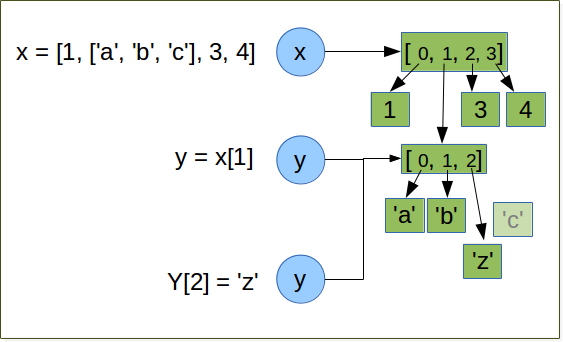 x = [1, ['a', 'b', 'c'], 3, 4]
x
[ 0, 1, 2, 3]
1
3
4
y = x[1]
y
[ 0, 1, 2]
'a'
'b'
'c'
'z'
Y[2] = 'z'
y